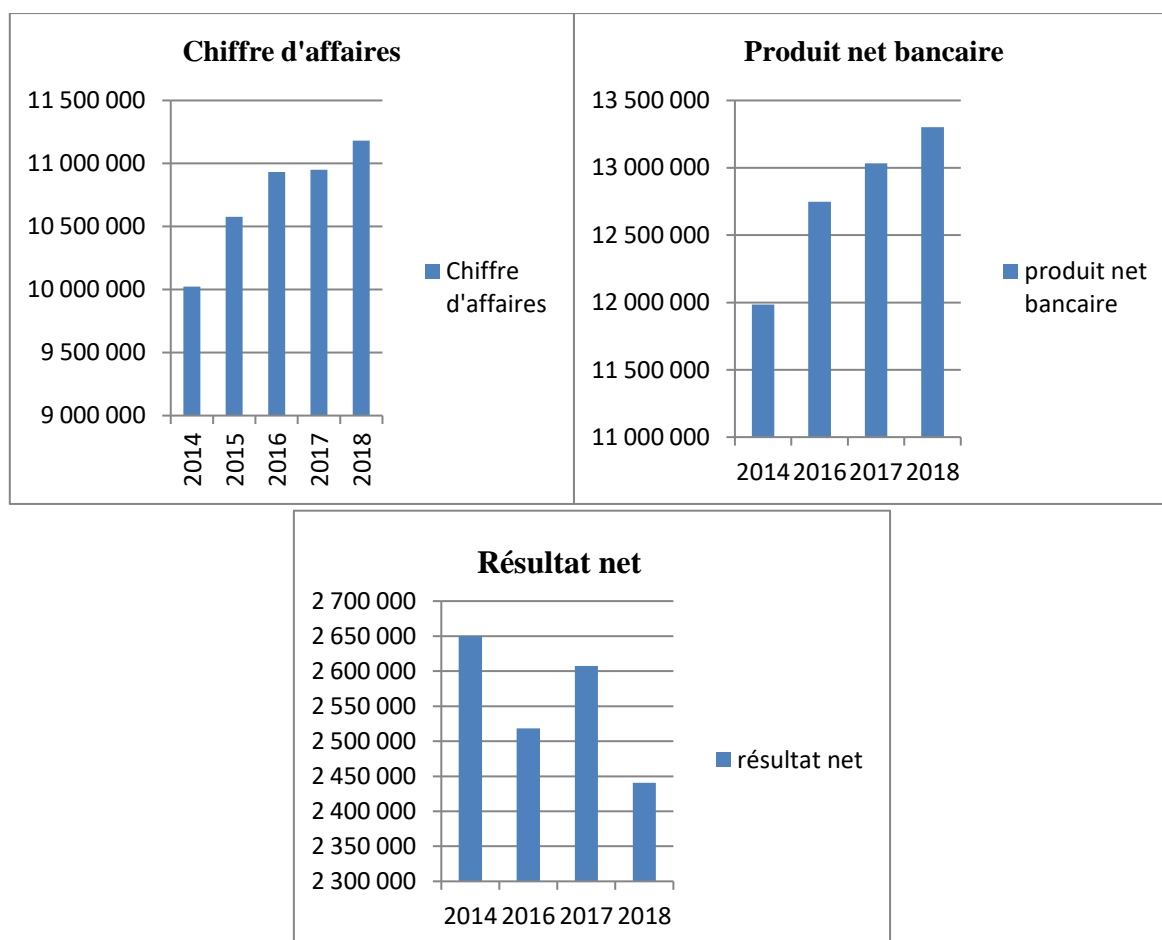 Chiffre d'affaires
11 500 000
11 000 000
10 500 000
10 000 000
9 500 000
9 000 000
2014
2015
2016
2017
2018
Chiffre
d'affaires
Produit net bancaire
13 500 000
13 000 000
12 500 000
12 000 000
11 500 000
11 000 000
2014 2016 2017 2018
produit net
bancaire
Résultat net
2 700 000
2 650 000
2 600 000
2 550 000
2 500 000
2 450 000
2 400 000
2 350 000
2 300 000
2014 2016 2017 2018
résultat net